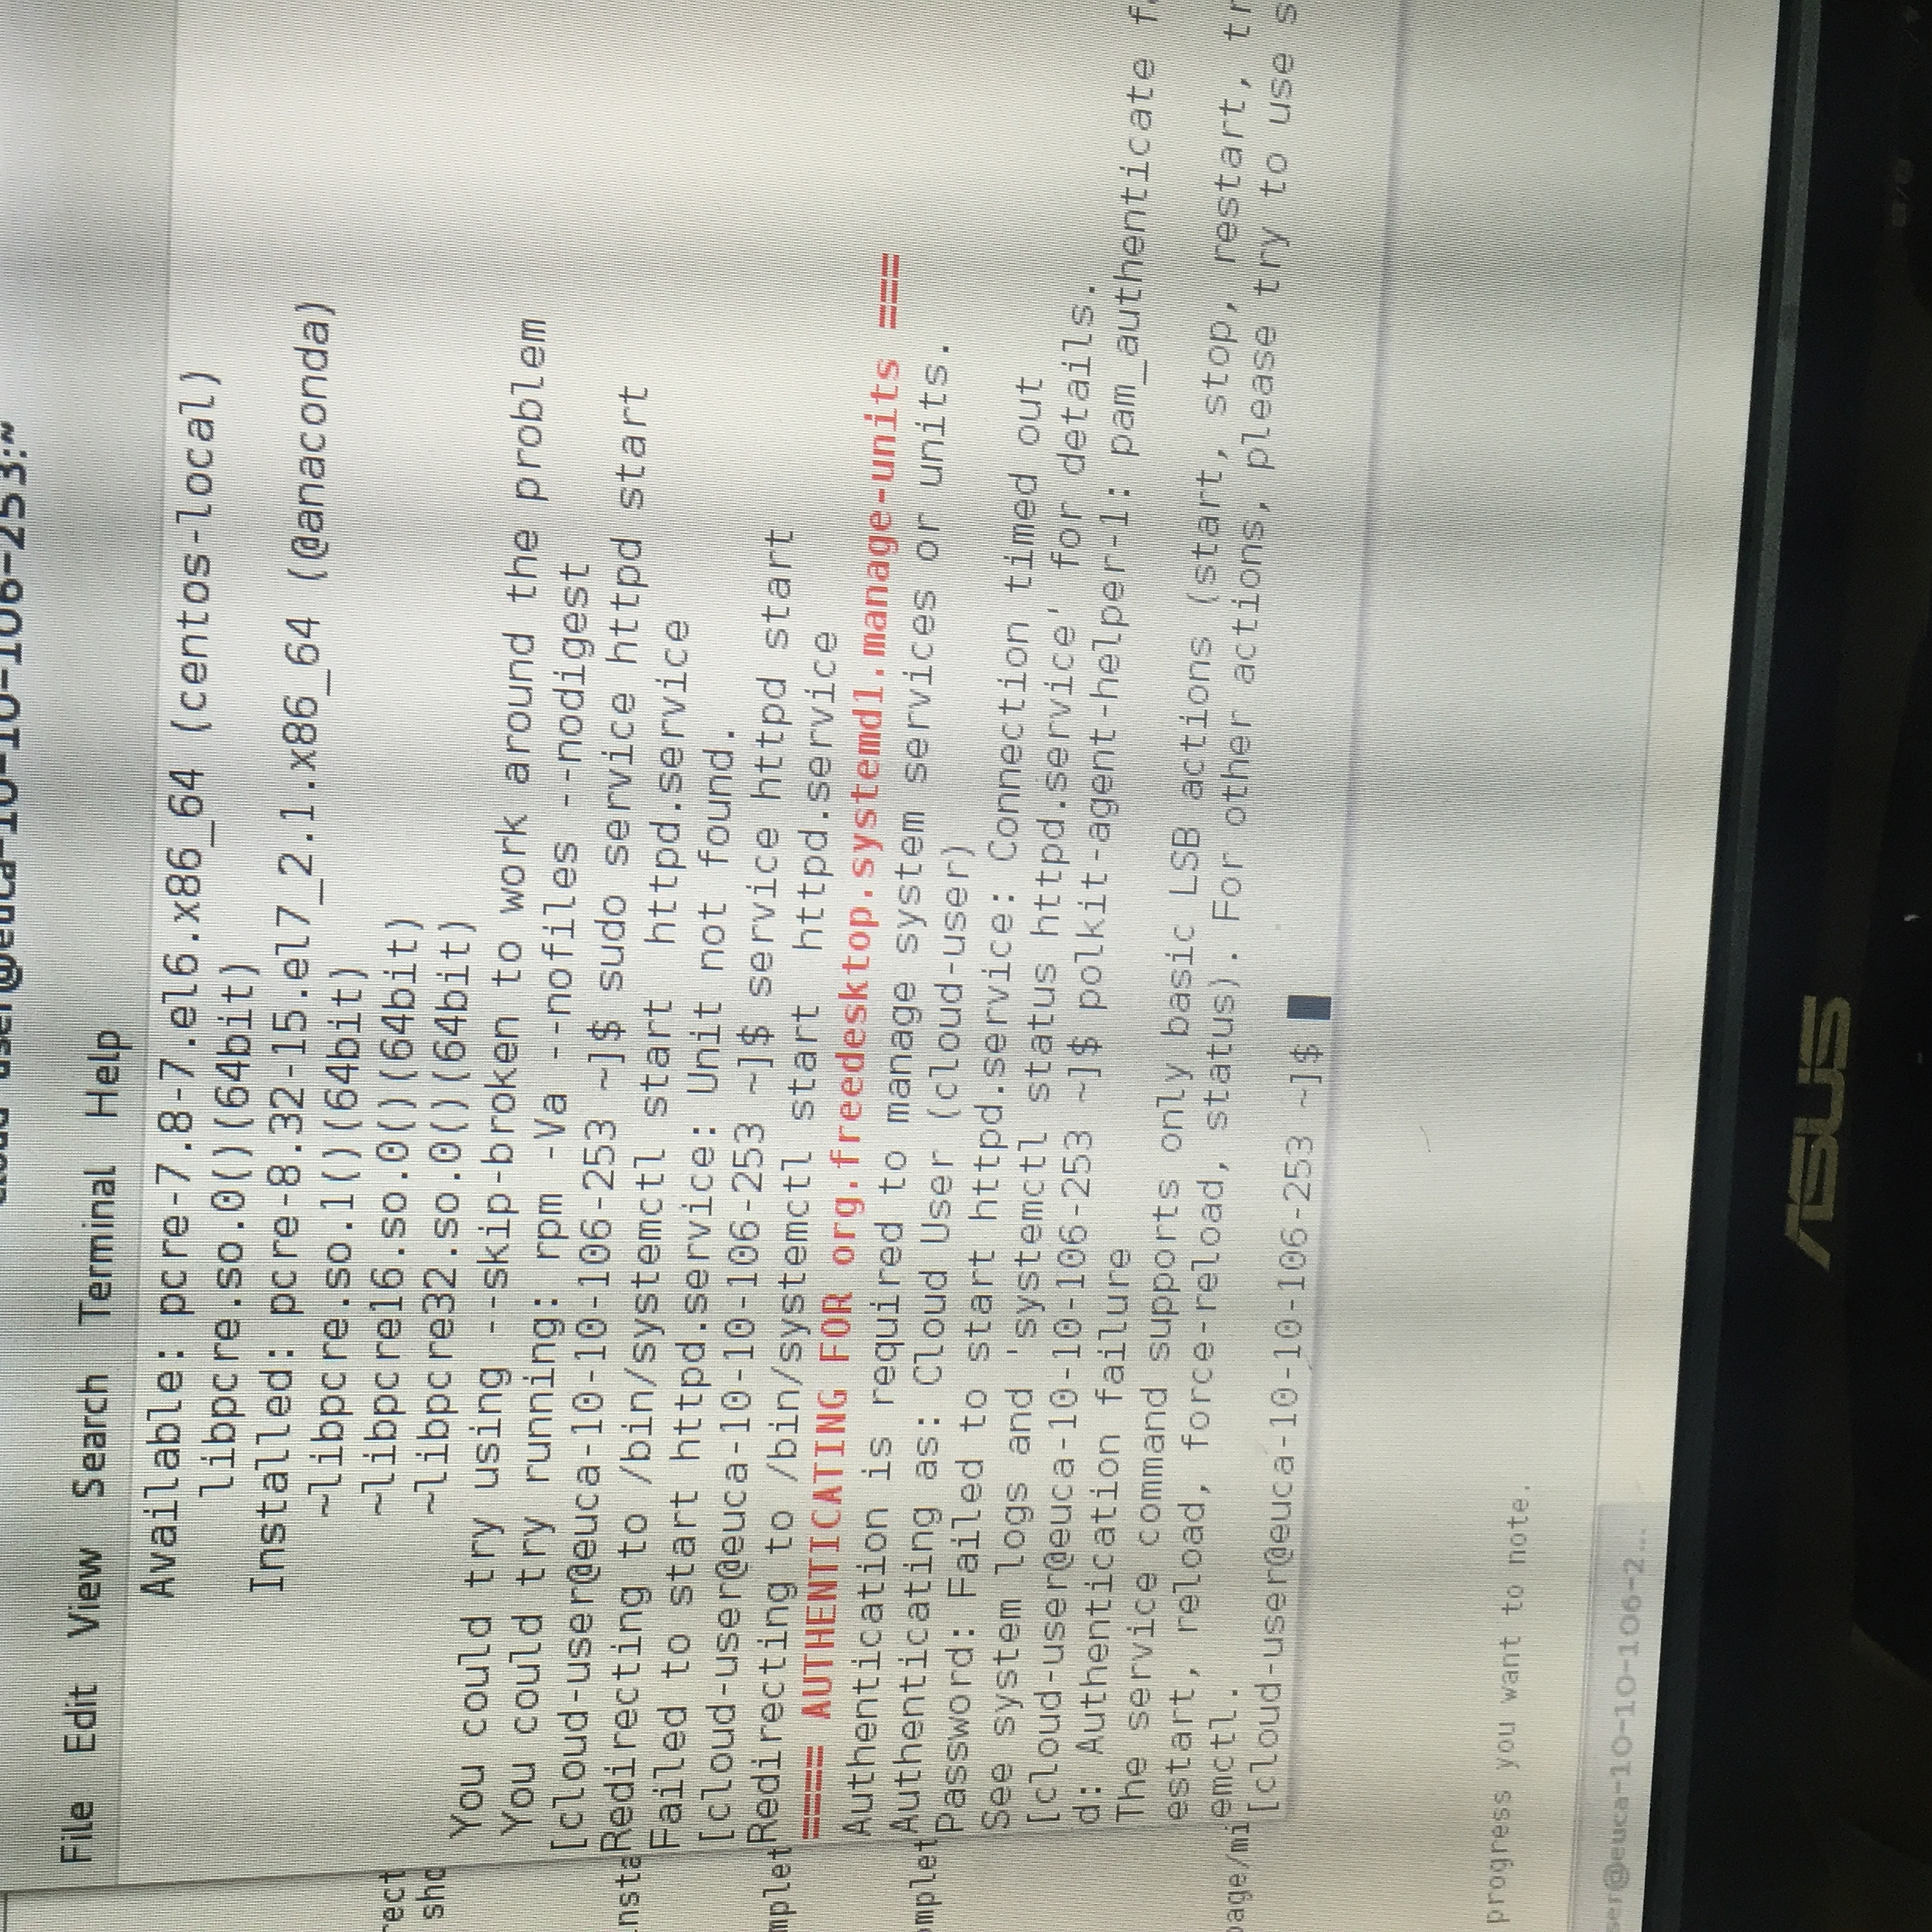 user@euca-10-10-106-253:~
File Edit View Search Terminal Help
Available: pcre-7.8-7.el6.x86_64 (centos-local)
libpcre.so.0()(64bit)
Installed: pcre-8.32-15.el7_2.1.x86_64 (@anaconda)
~libpcre.so.1()(64bit)
~libpcre16.so.0()(64bit)
~libpcre32.so.0()(64bit)
You could try using --skip-broken to work around the problem
You could try running: rpm -Va --nofiles --nodigest
[cloud-user@euca-10-10-106-253 ~]$ sudo service httpd start
Redirecting to /bin/systemctl start  httpd.service
Failed to start httpd.service: Unit not found.
[cloud-user@euca-10-10-106-253 ~]$ service httpd start
Redirecting to /bin/systemctl start  httpd.service
==== AUTHENTICATING FOR org.freedesktop.systemd1.manage-units ===
Authentication is required to manage system services or units.
Authenticating as: Cloud User (cloud-user)
Password: Failed to start httpd.service: Connection timed out
See system logs and 'systemctl status httpd.service' for details.
[cloud-user@euca-10-10-106-253 ~]$ polkit-agent-helper-1: pam_authenticate f
d: Authentication failure
The service command supports only basic LSB actions (start, stop, restart, tr
estart, reload, force-reload, status). For other actions, please try to use s
emctl.
[cloud-user@euca-10-10-106-253 ~]$
rect
sho
nsta
mplet
omplet
page/mi
progress you want to note.
ser@euca-10-10-106-2...
ASUS